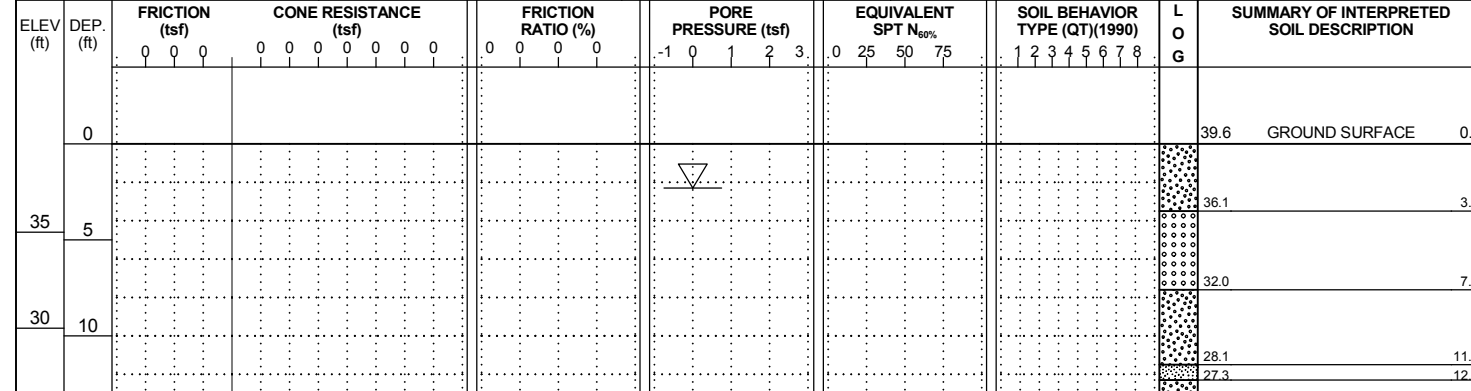 ELEV (ft)
DEP. (ft)
FRICTION (tsf)
0 0 0
CONE RESISTANCE (tsf)
0 0 0 0 0 0 0
FRICTION RATIO (%)
0 0 0 0
PORE PRESSURE (tsf)
-1 0 1 2 3
EQUIVALENT SPT N60%
0 25 50 75
SOIL BEHAVIOR TYPE (QT)(1990)
1 2 3 4 5 6 7 8
L
O
G
SUMMARY OF INTERPRETED SOIL DESCRIPTION
0
39.6 GROUND SURFACE 0.
36.1 3.
35 5
32.0 7.
30 10
28.1 11.
27.3 12.